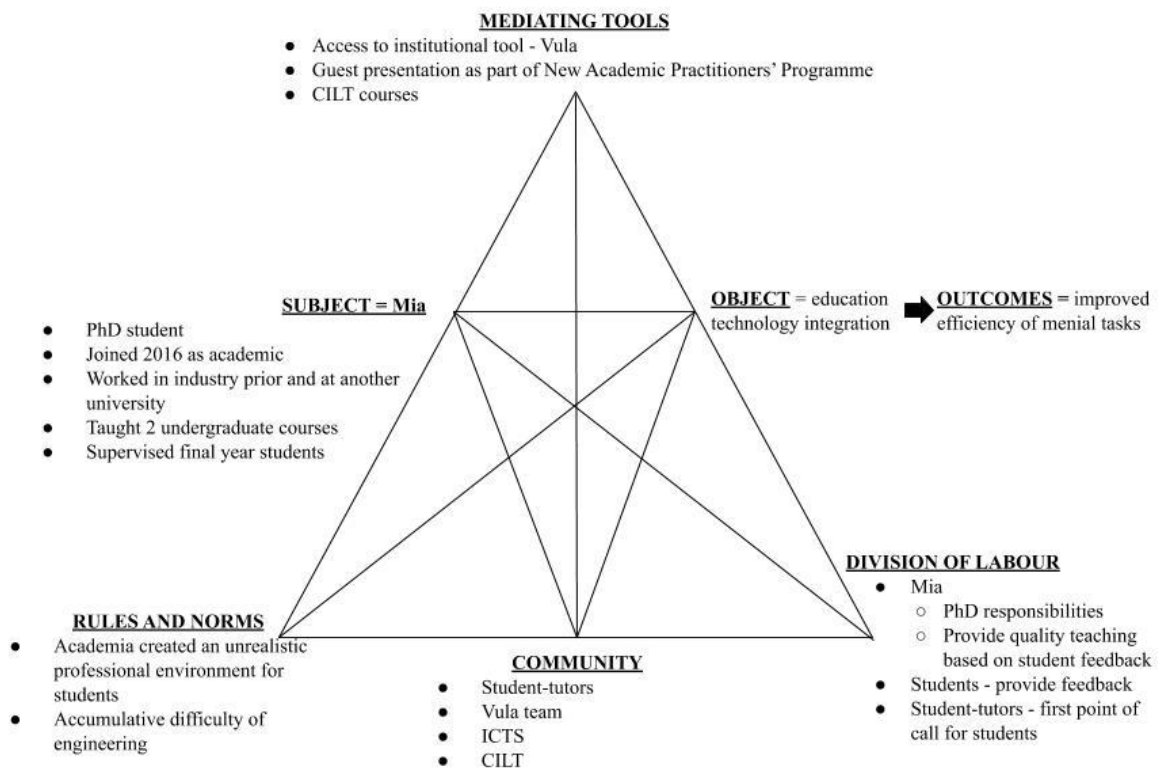 MEDIATING TOOLS
● Access to institutional tool - Vula
● Guest presentation as part of New Academic Practitioners' Programme
● CILT courses
SUBJECT = Mia
● PhD student
● Joined 2016 as academic
● Worked in industry prior and at another
university
● Taught 2 undergraduate courses
● Supervised final year students
OBJECT = education
technology integration
OUTCOMES = improved
efficiency of menial tasks
RULES AND NORMS
● Academia created an unrealistic
professional environment for
students
● Accumulative difficulty of
engineering
COMMUNITY
● Student-tutors
● Vula team
● ICTS
● CILT
DIVISION OF LABOUR
● Mia
○ PhD responsibilities
○ Provide quality teaching
based on student feedback
● Students - provide feedback
● Student-tutors - first point of
call for students